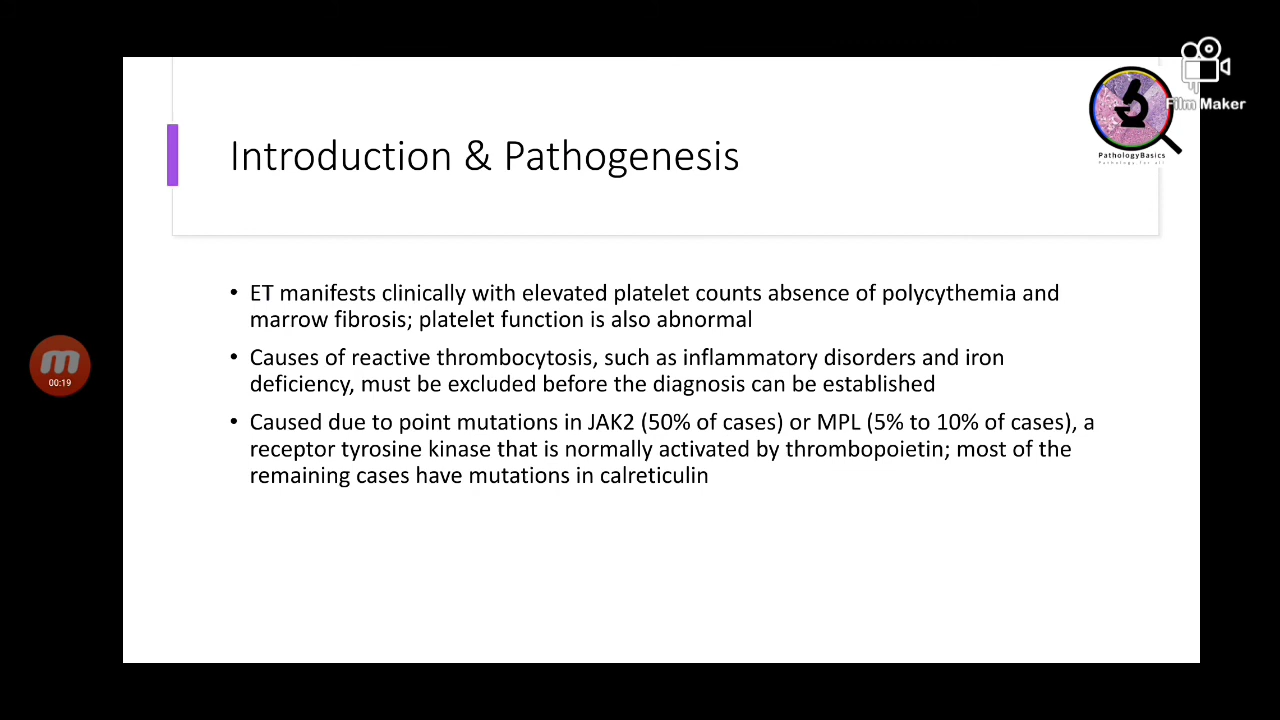 Film Maker
PathologyBasics
Pathology for all
Introduction & Pathogenesis
• ET manifests clinically with elevated platelet counts absence of polycythemia and
marrow fibrosis; platelet function is also abnormal
• Causes of reactive thrombocytosis, such as inflammatory disorders and iron
deficiency, must be excluded before the diagnosis can be established
• Caused due to point mutations in JAK2 (50% of cases) or MPL (5% to 10% of cases), a
receptor tyrosine kinase that is normally activated by thrombopoietin; most of the
remaining cases have mutations in calreticulin
00:19